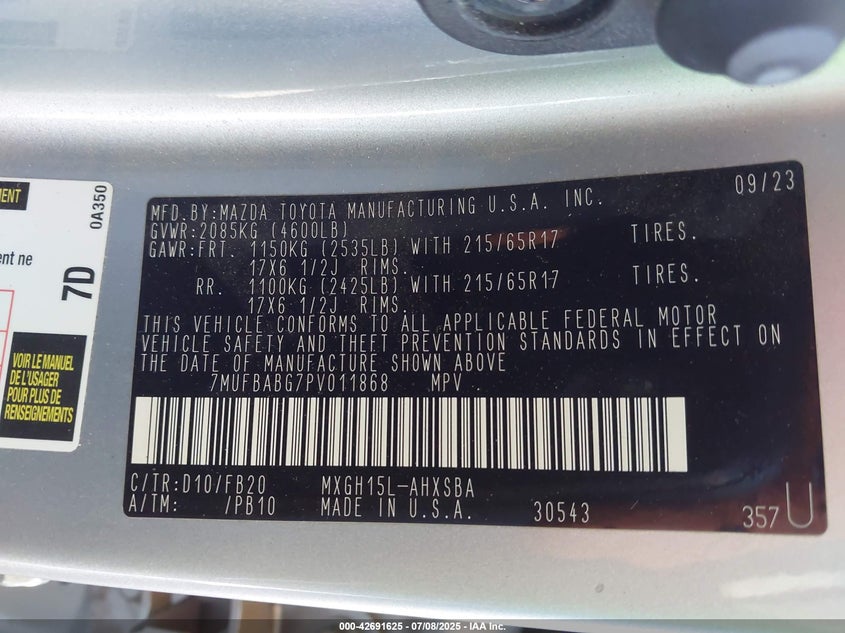 MENT
0A350
ent ne
7D
VOIR LE MANUEL
D'USAGER
POUR PLUS DE
RENSEIGNEMENTS
09/23
MFD.BY:MAZDA TOYOTA MANUFACTURING U.S.A. INC.
GVWR:2085KG (4600LB)
GAWR:FRT. 1150KG (2535LB) WITH 215/65R17 TIRES.
17X6 1/2J RIMS.
RR. 1100KG (2425LB) WITH 215/65R17 TIRES.
17X6 1/2J RIMS.
THIS VEHICLE CONFORMS TO ALL APPLICABLE FEDERAL MOTOR
VEHICLE SAFETY AND THEFT PREVENTION STANDARDS IN EFFECT ON
THE DATE OF MANUFACTURE SHOWN ABOVE
7MUFBABG7PV011868 MPV
C/TR:D10/FB20 MXGH15L-AHXSBA
A/TM: /PB10 MADE IN U.S.A. 30543 357 U
000-42691625 - 07/08/2025 - IAA Inc.